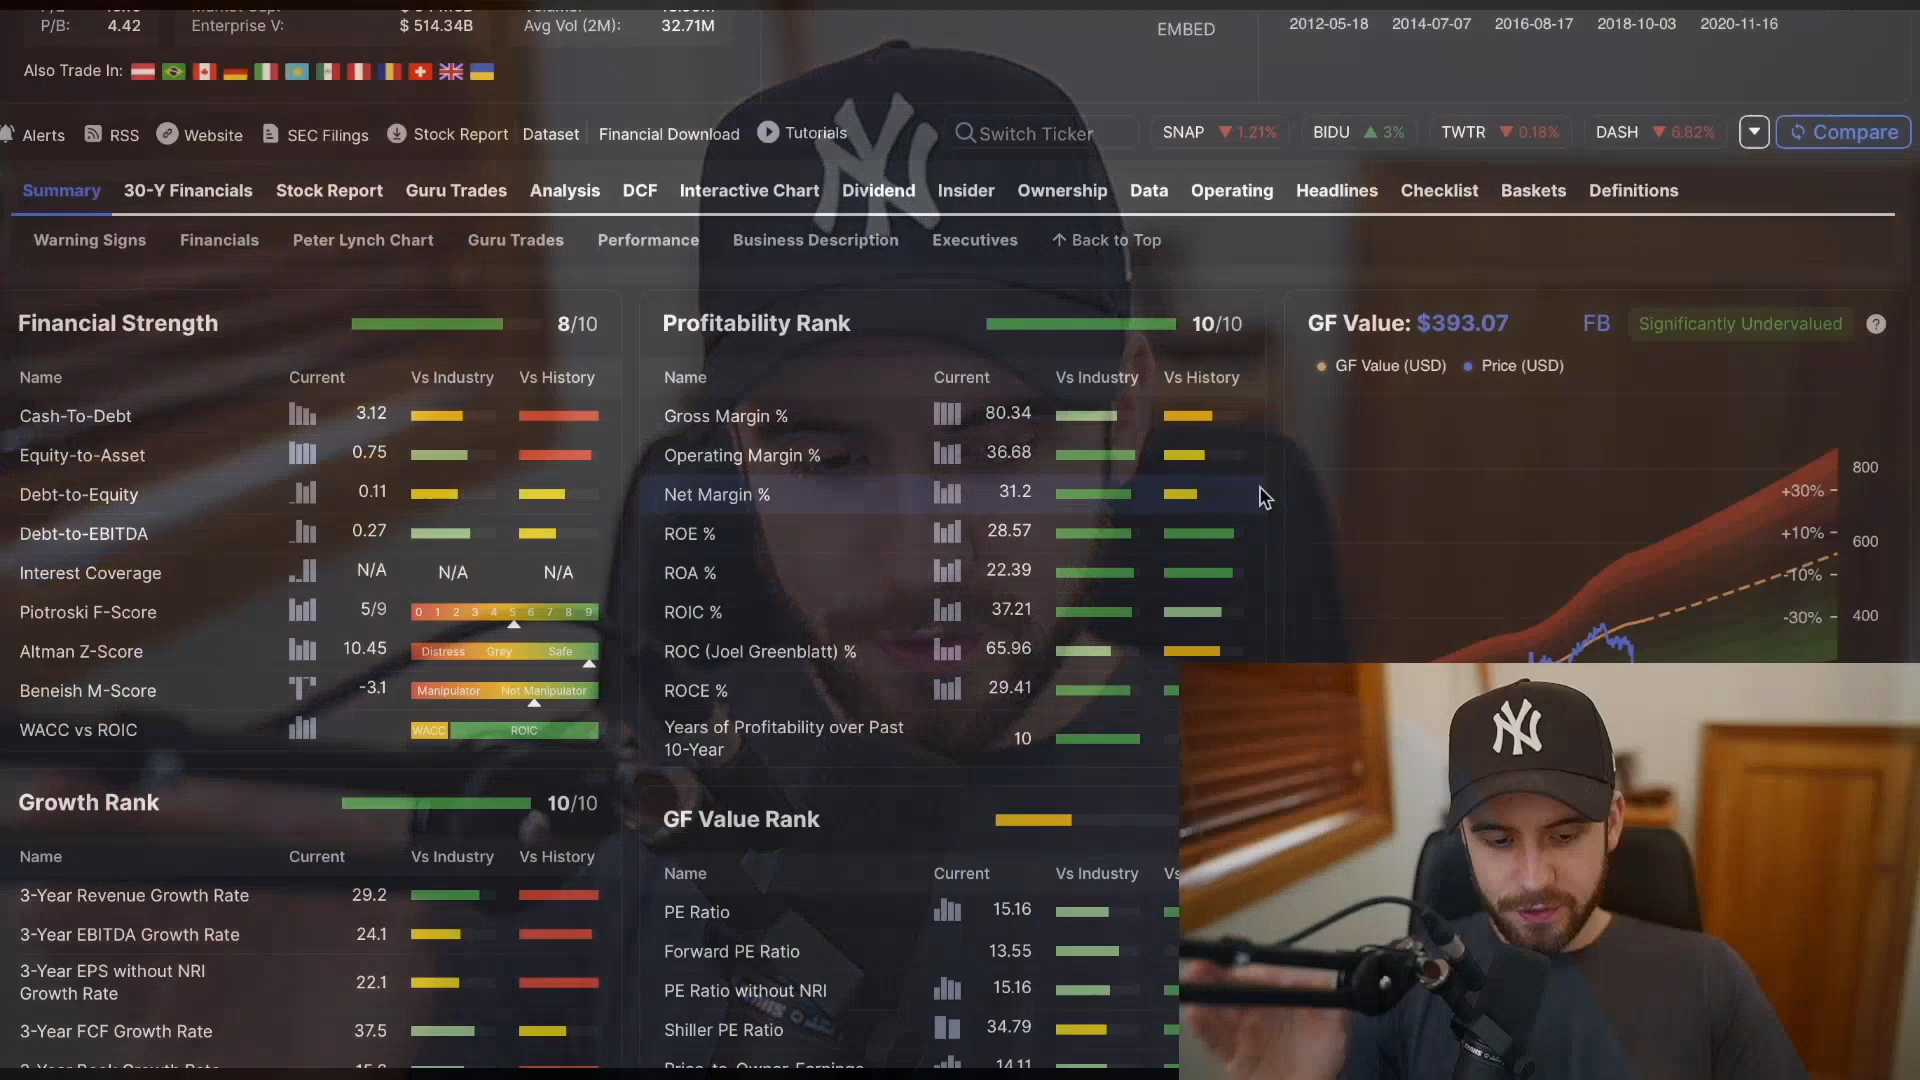 P/B: 4.42 Enterprise V: $ 514.34B Avg Vol (2M): 32.71M
EMBED
2012-05-18 2014-07-07 2016-08-17 2018-10-03 2020-11-16
Also Trade In:
Alerts RSS Website SEC Filings Stock Report Dataset Financial Download Tutorials
Switch Ticker SNAP 1.21% BIDU 3% TWTR 0.18% DASH 6.82% Compare
Summary 30-Y Financials Stock Report Guru Trades Analysis DCF Interactive Chart Dividend Insider Ownership Data Operating Headlines Checklist Baskets Definitions
Warning Signs Financials Peter Lynch Chart Guru Trades Performance Business Description Executives ↑ Back to Top
Financial Strength 8/10
Name Current Vs Industry Vs History
Cash-To-Debt 3.12
Equity-to-Asset 0.75
Debt-to-Equity 0.11
Debt-to-EBITDA 0.27
Interest Coverage N/A N/A N/A
Piotroski F-Score 5/9 0 1 2 3 4 5 6 7 8 9
Altman Z-Score 10.45 Distress Grey Safe
Beneish M-Score -3.1 Manipulator Not Manipulator
WACC vs ROIC WACC ROIC
Profitability Rank 10/10
Name Current Vs Industry Vs History
Gross Margin % 80.34
Operating Margin % 36.68
Net Margin % 31.2
ROE % 28.57
ROA % 22.39
ROIC % 37.21
ROC (Joel Greenblatt) % 65.96
ROCE % 29.41
Years of Profitability over Past
10-Year 10
GF Value: $393.07 FB Significantly Undervalued ?
GF Value (USD) Price (USD)
800
+30%
+10%
600
-10%
-30%
400
Growth Rank 10/10
Name Current Vs Industry Vs History
3-Year Revenue Growth Rate 29.2
3-Year EBITDA Growth Rate 24.1
3-Year EPS without NRI
Growth Rate 22.1
3-Year FCF Growth Rate 37.5
GF Value Rank
Name Current Vs Industry
PE Ratio 15.16
Forward PE Ratio 13.55
PE Ratio without NRI 15.16
Shiller PE Ratio 34.79
Price-to-Owner-Earnings 14.11
NY
NY